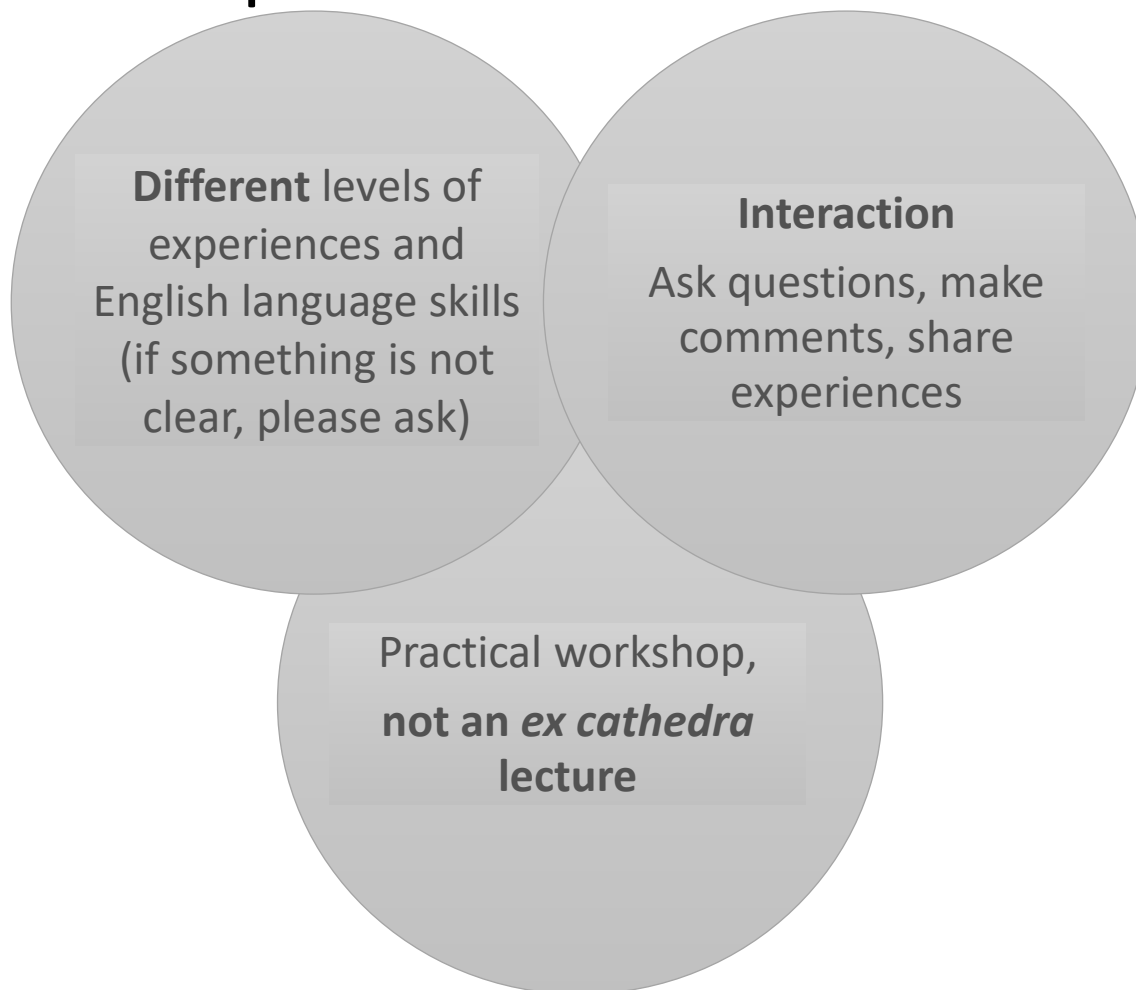 Different levels of
experiences and
English language skills
(if something is not
clear, please ask)
Interaction
Ask questions, make
comments, share
experiences
Practical workshop,
not an ex cathedra
lecture